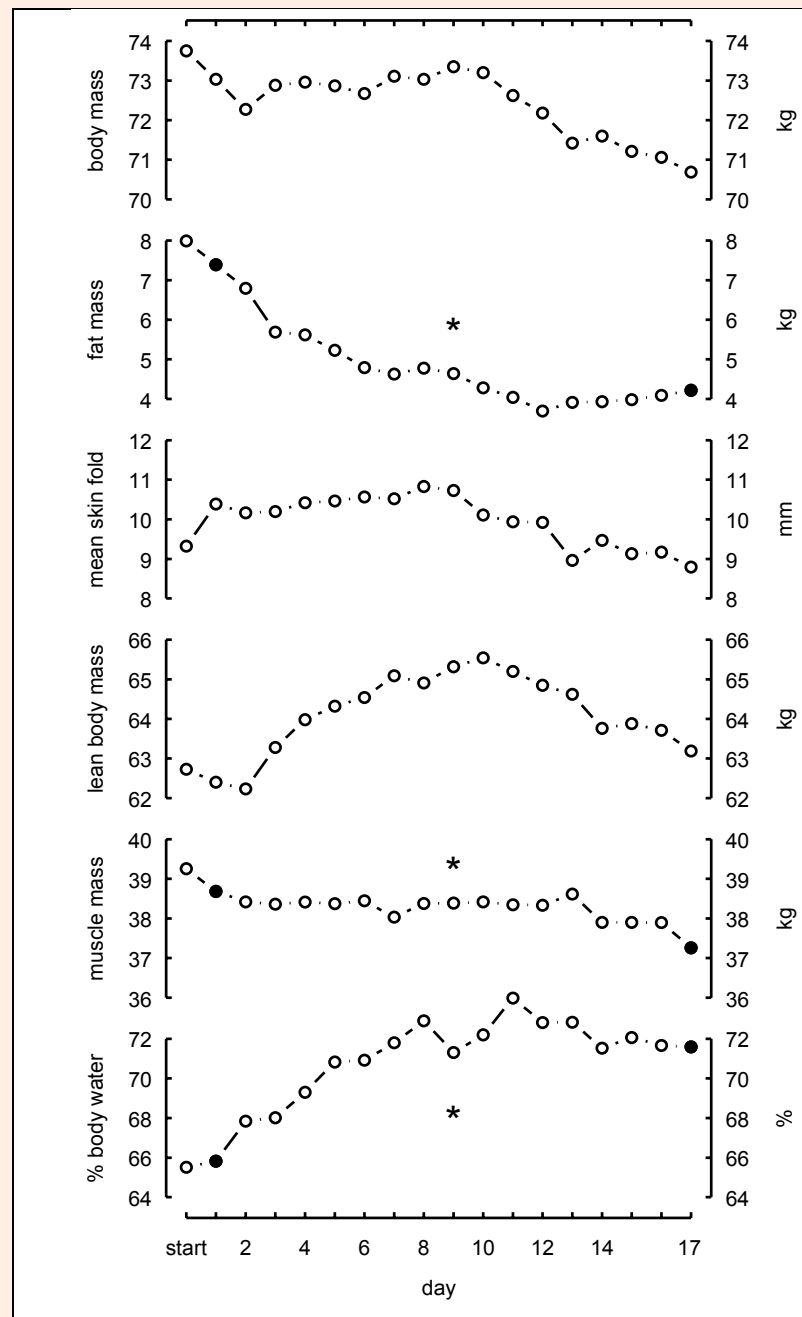 74 74
73 73
body mass 72 72 kg
71 71
70 70
8 8
7 7
fat mass 6 * 6 kg
5 5
4 4
12 12
11 11
mean skin fold 10 10 mm
9 9
8 8
66 66
65 65
lean body mass 64 64 kg
63 63
62 62
40 40
39 * 39
muscle mass 38 38 kg
37 37
36 36
72 72
70 70
% body water 68 * 68 %
66 66
64 64
start 2 4 6 8 10 12 14 17
day